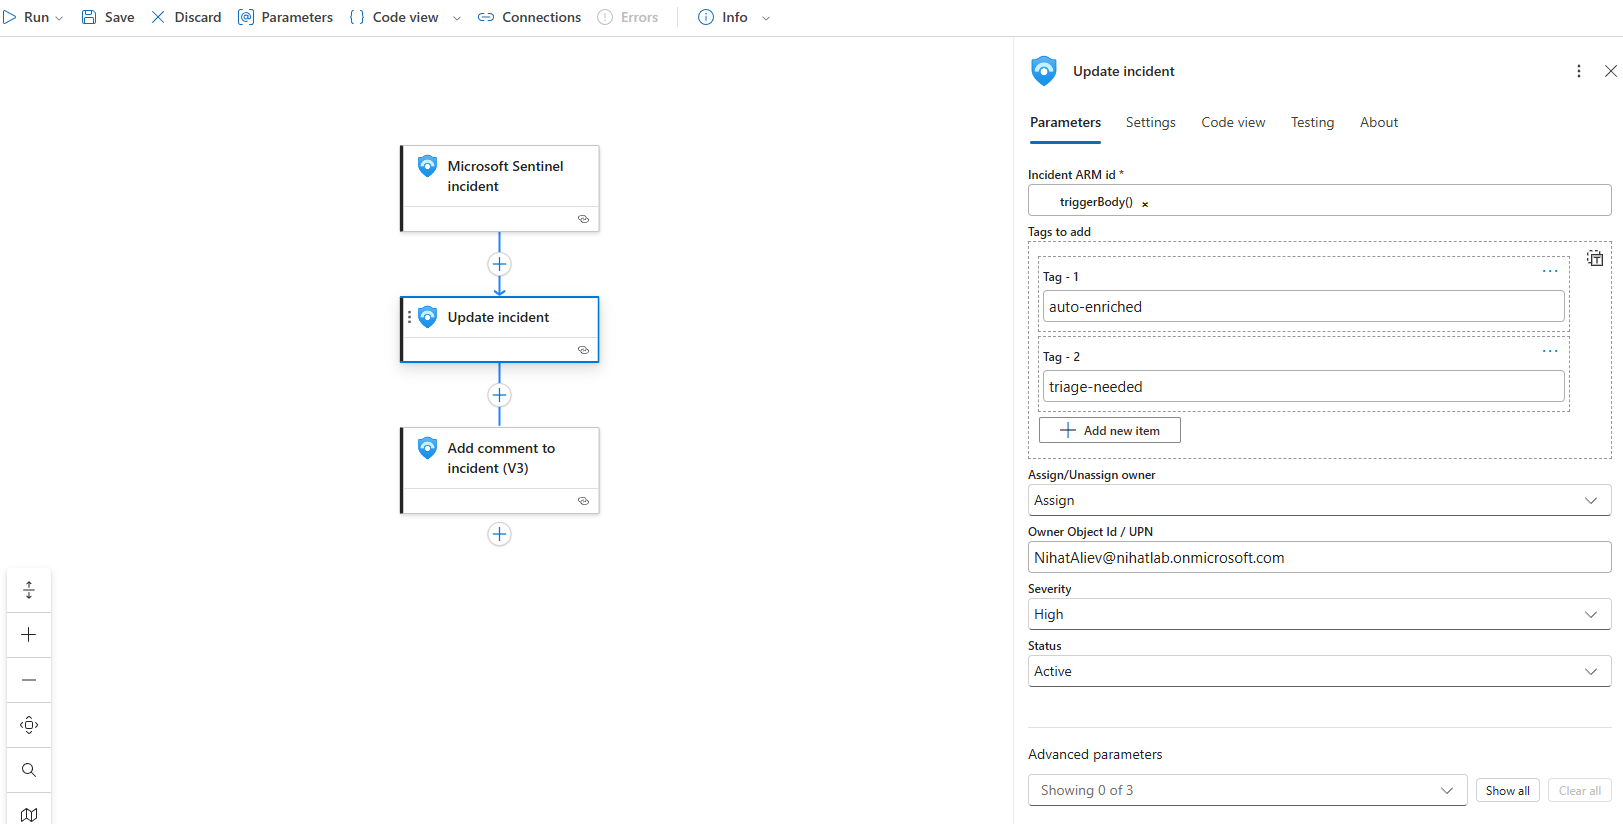 Run Save Discard Parameters Code view Connections Errors Info
Update incident
Parameters Settings Code view Testing About
Incident ARM id *
triggerBody() ×
Tags to add
Tag - 1
auto-enriched
Tag - 2
triage-needed
Add new item
Assign/Unassign owner
Assign
Owner Object Id / UPN
NihatAliev@nihatlab.onmicrosoft.com
Severity
High
Status
Active
Advanced parameters
Showing 0 of 3 Show all Clear all
Microsoft Sentinel
incident
Update incident
Add comment to
incident (V3)